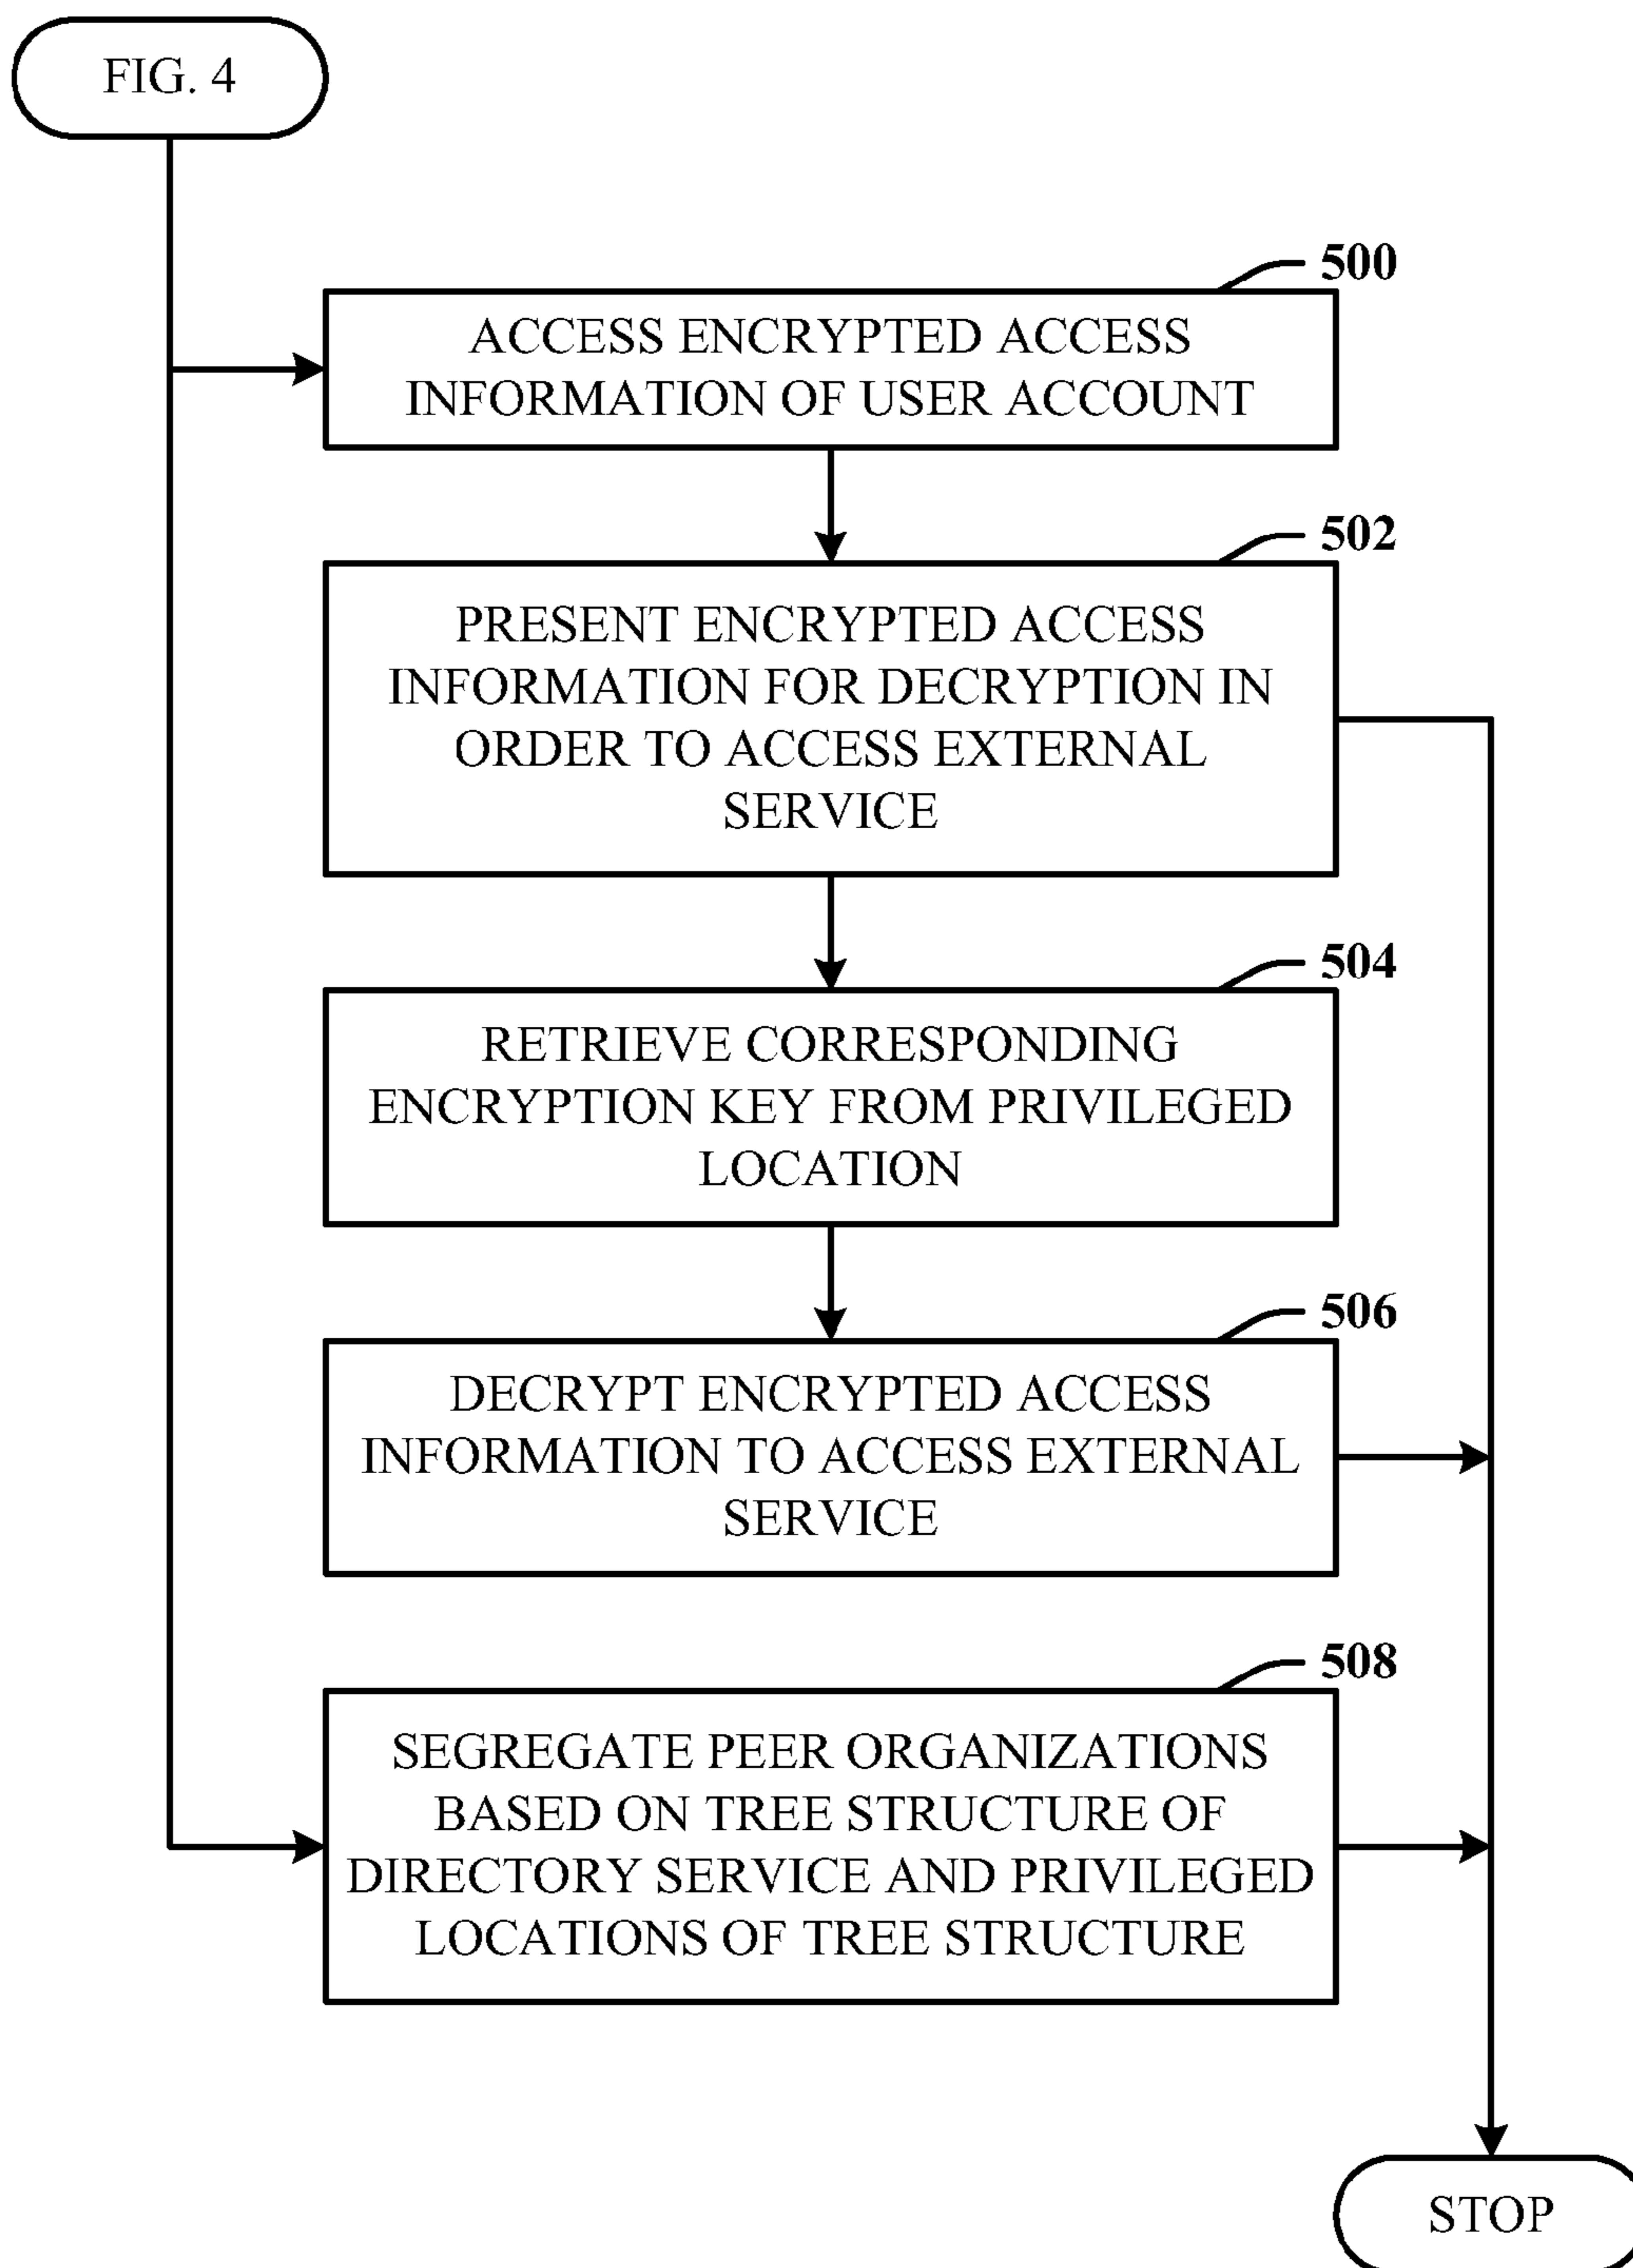 FIG. 4
500
ACCESS ENCRYPTED ACCESS
INFORMATION OF USER ACCOUNT
502
PRESENT ENCRYPTED ACCESS
INFORMATION FOR DECRYPTION IN
ORDER TO ACCESS EXTERNAL
SERVICE
504
RETRIEVE CORRESPONDING
ENCRYPTION KEY FROM PRIVILEGED
LOCATION
506
DECRYPT ENCRYPTED ACCESS
INFORMATION TO ACCESS EXTERNAL
SERVICE
508
SEGREGATE PEER ORGANIZATIONS
BASED ON TREE STRUCTURE OF
DIRECTORY SERVICE AND PRIVILEGED
LOCATIONS OF TREE STRUCTURE
STOP